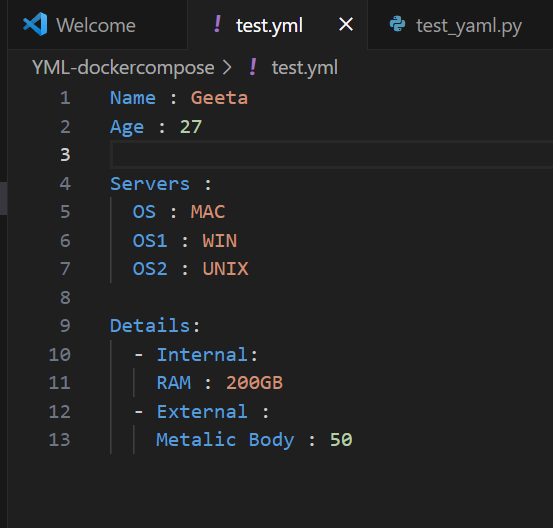 Welcome
! test.yml ×
test_yaml.py
YML-dockercompose > ! test.yml
1 Name : Geeta
2 Age : 27
3
4 Servers :
5   OS : MAC
6   OS1 : WIN
7   OS2 : UNIX
8
9 Details:
10   - Internal:
11     RAM : 200GB
12   - External :
13     Metalic Body : 50